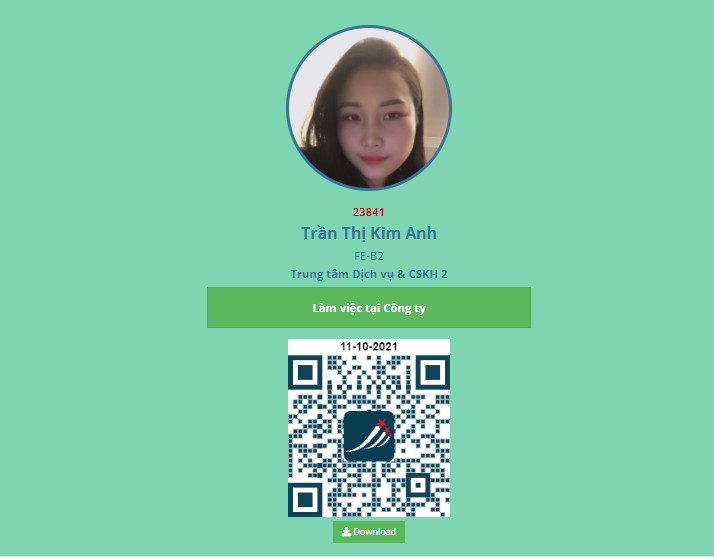 23841
Trần Thị Kim Anh
FE-B2
Trung tâm Dịch vụ & CSKH 2
Làm việc tại Công ty
11-10-2021
Download